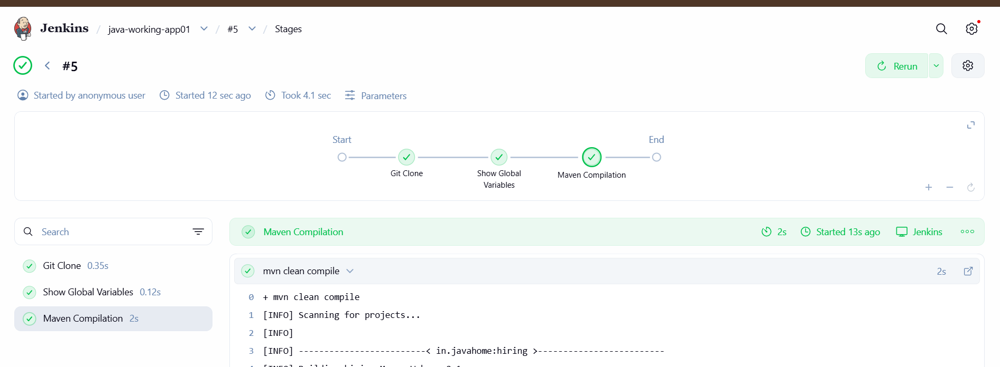 Jenkins / java-working-app01 / #5 / Stages
#5
Rerun
Started by anonymous user Started 12 sec ago Took 4.1 sec Parameters
Start End
Git Clone
Show Global
Variables
Maven Compilation
Search
Git Clone 0.35s
Show Global Variables 0.12s
Maven Compilation 2s
Maven Compilation 2s Started 13s ago Jenkins
mvn clean compile 2s
0 + mvn clean compile
1 [INFO] Scanning for projects...
2 [INFO]
3 [INFO] -------------------------< in.javahome:hiring >-------------------------